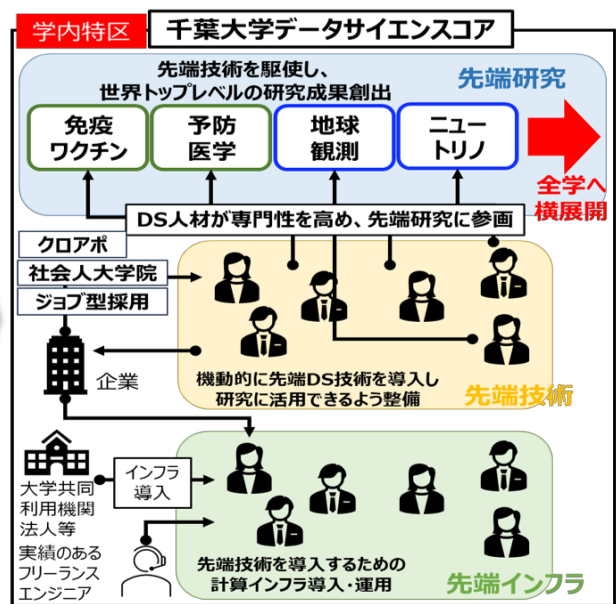 学内特区
千葉大学データサイエンスコア
先端技術を駆使し、
世界トップレベルの研究成果創出
先端研究
免疫
ワクチン
予防
医学
地球
観測
ニュー
トリノ
全学へ
横展開
DS人材が専門性を高め、先端研究に参画
クロアポ
社会人大学院
ジョブ型採用
企業
機動的に先端DS技術を導入し
研究に活用できるよう整備
先端技術
大学共同
利用機関
法人等
インフラ
導入
実績のある
フリーランス
エンジニア
先端技術を導入するための
計算インフラ導入・運用
先端インフラ